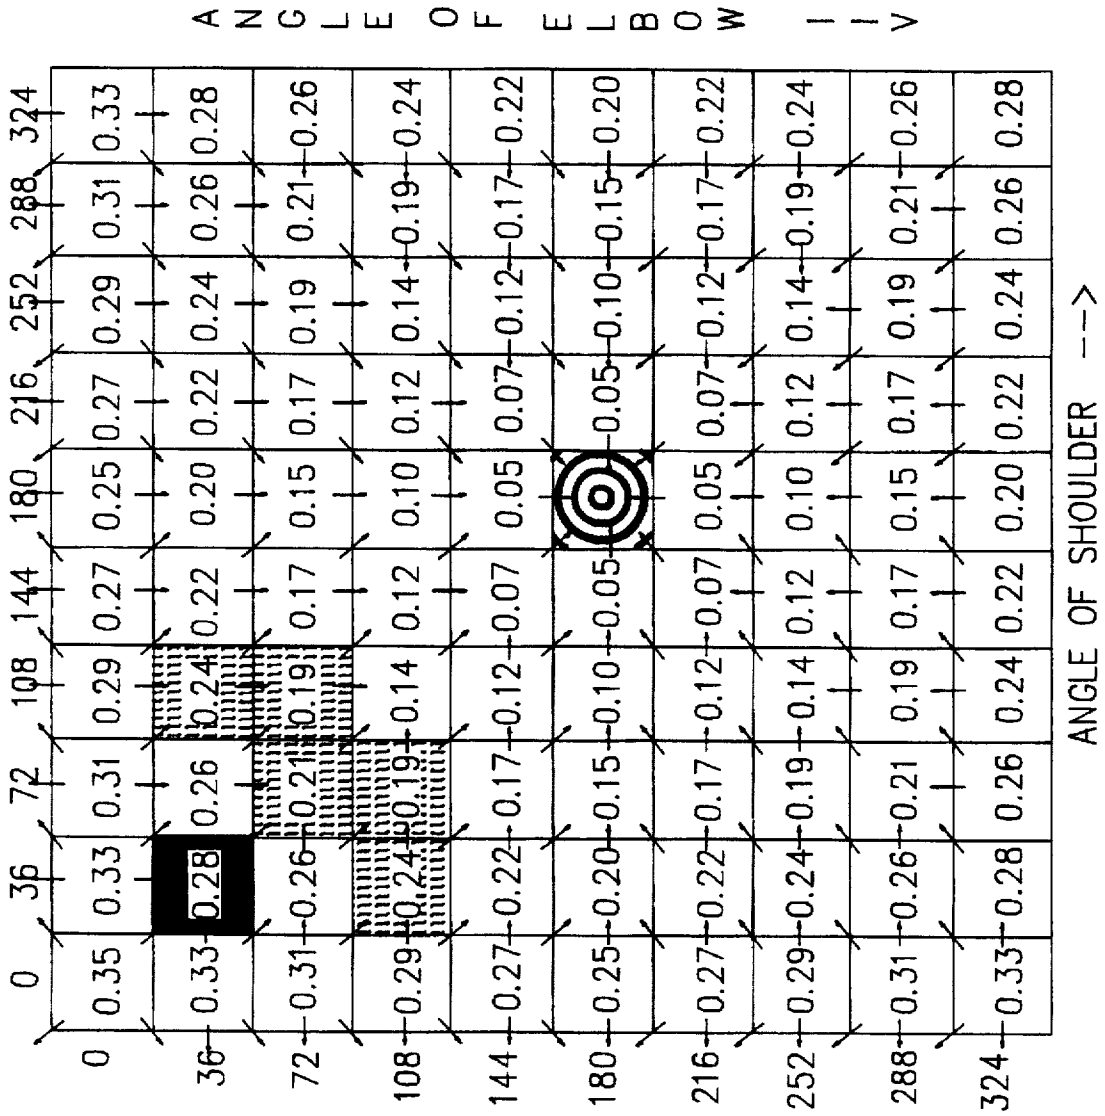 0 36 72 108 144 180 216 252 288 324
0 0.35 0.33 0.31 0.29 0.27 0.25 0.27 0.29 0.31 0.33
36 0.33 0.28 0.26 0.24 0.22 0.20 0.22 0.24 0.26 0.28
72 0.31 0.26 0.21 0.19 0.17 0.15 0.17 0.19 0.21 0.26
108 0.29 0.24 0.19 0.14 0.12 0.10 0.12 0.14 0.19 0.24
144 0.27 0.22 0.17 0.12 0.07 0.05 0.07 0.12 0.17 0.22
180 0.25 0.20 0.15 0.10 0.05 0.05 0.10 0.15 0.20
216 0.27 0.22 0.17 0.12 0.07 0.05 0.07 0.12 0.17 0.22
252 0.29 0.24 0.19 0.14 0.12 0.10 0.12 0.14 0.19 0.24
288 0.31 0.26 0.21 0.19 0.17 0.15 0.17 0.19 0.21 0.26
324 0.33 0.28 0.26 0.24 0.22 0.20 0.22 0.24 0.26 0.28
ANGLE OF SHOULDER -->
ANGLE OF ELBOW | | V